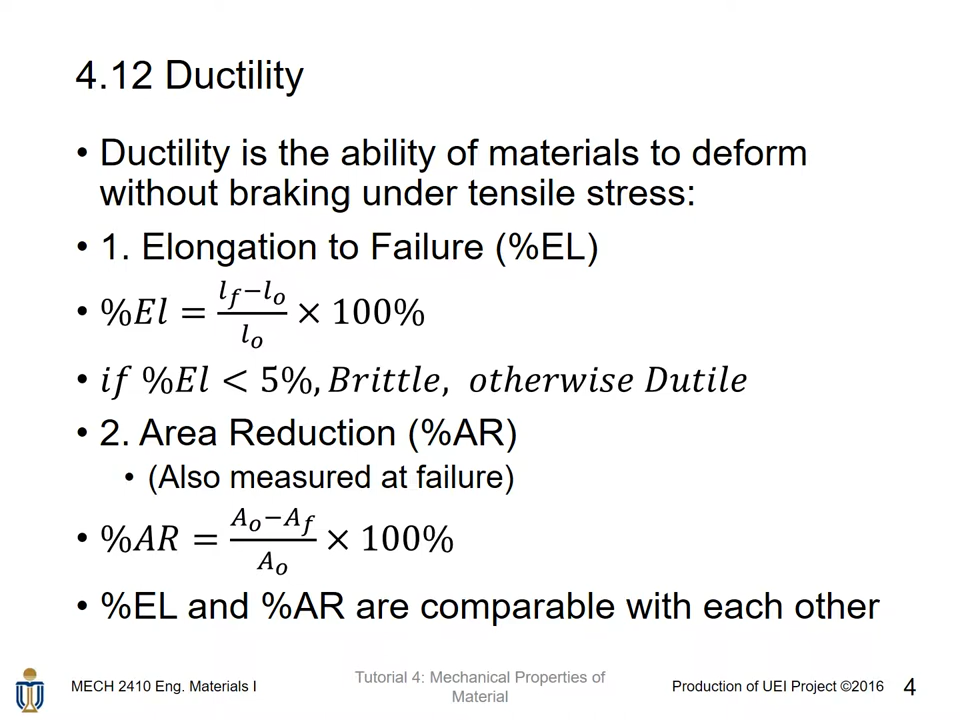 4.12 Ductility
• Ductility is the ability of materials to deform
without braking under tensile stress:
• 1. Elongation to Failure (%EL)
• %El = (l_f − l_o) / l_o × 100%
• if %El < 5%, Brittle, otherwise Dutile
• 2. Area Reduction (%AR)
• (Also measured at failure)
• %AR = (A_o − A_f) / A_o × 100%
• %EL and %AR are comparable with each other
MECH 2410 Eng. Materials I
Tutorial 4: Mechanical Properties of
Material
Production of UEI Project ©2016
4